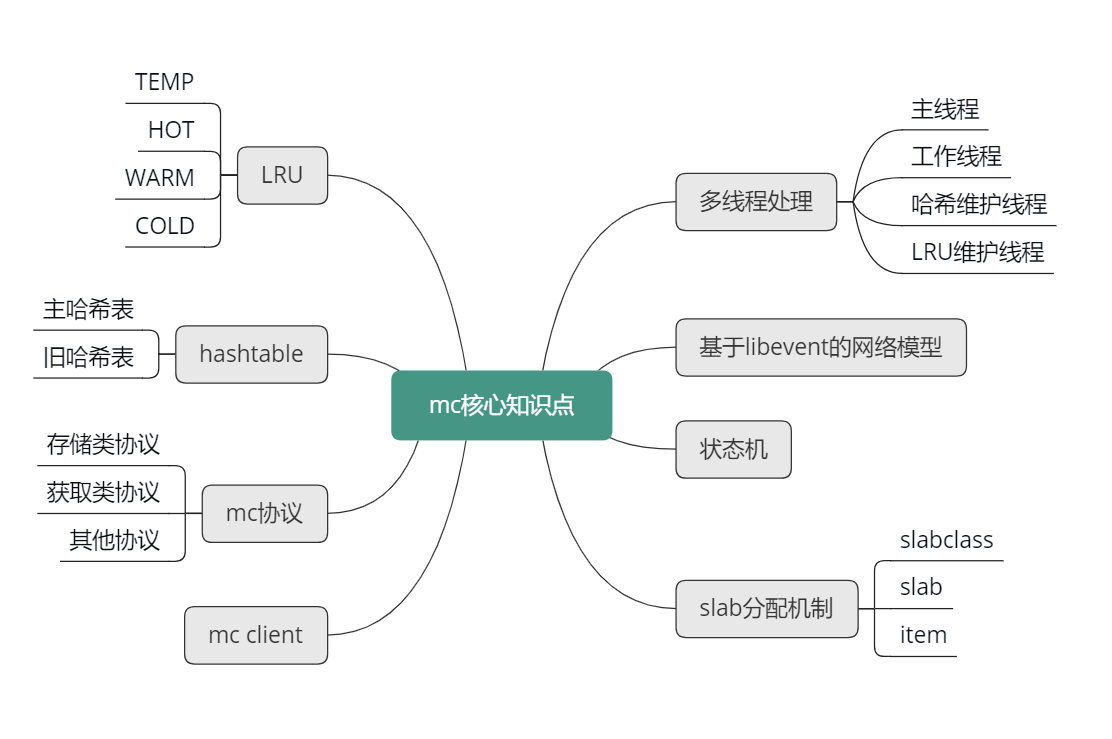 mc核心知识点
多线程处理
主线程
工作线程
哈希维护线程
LRU维护线程
基于libevent的网络模型
状态机
slab分配机制
slabclass
slab
item
LRU
TEMP
HOT
WARM
COLD
hashtable
主哈希表
旧哈希表
mc协议
存储类协议
获取类协议
其他协议
mc client